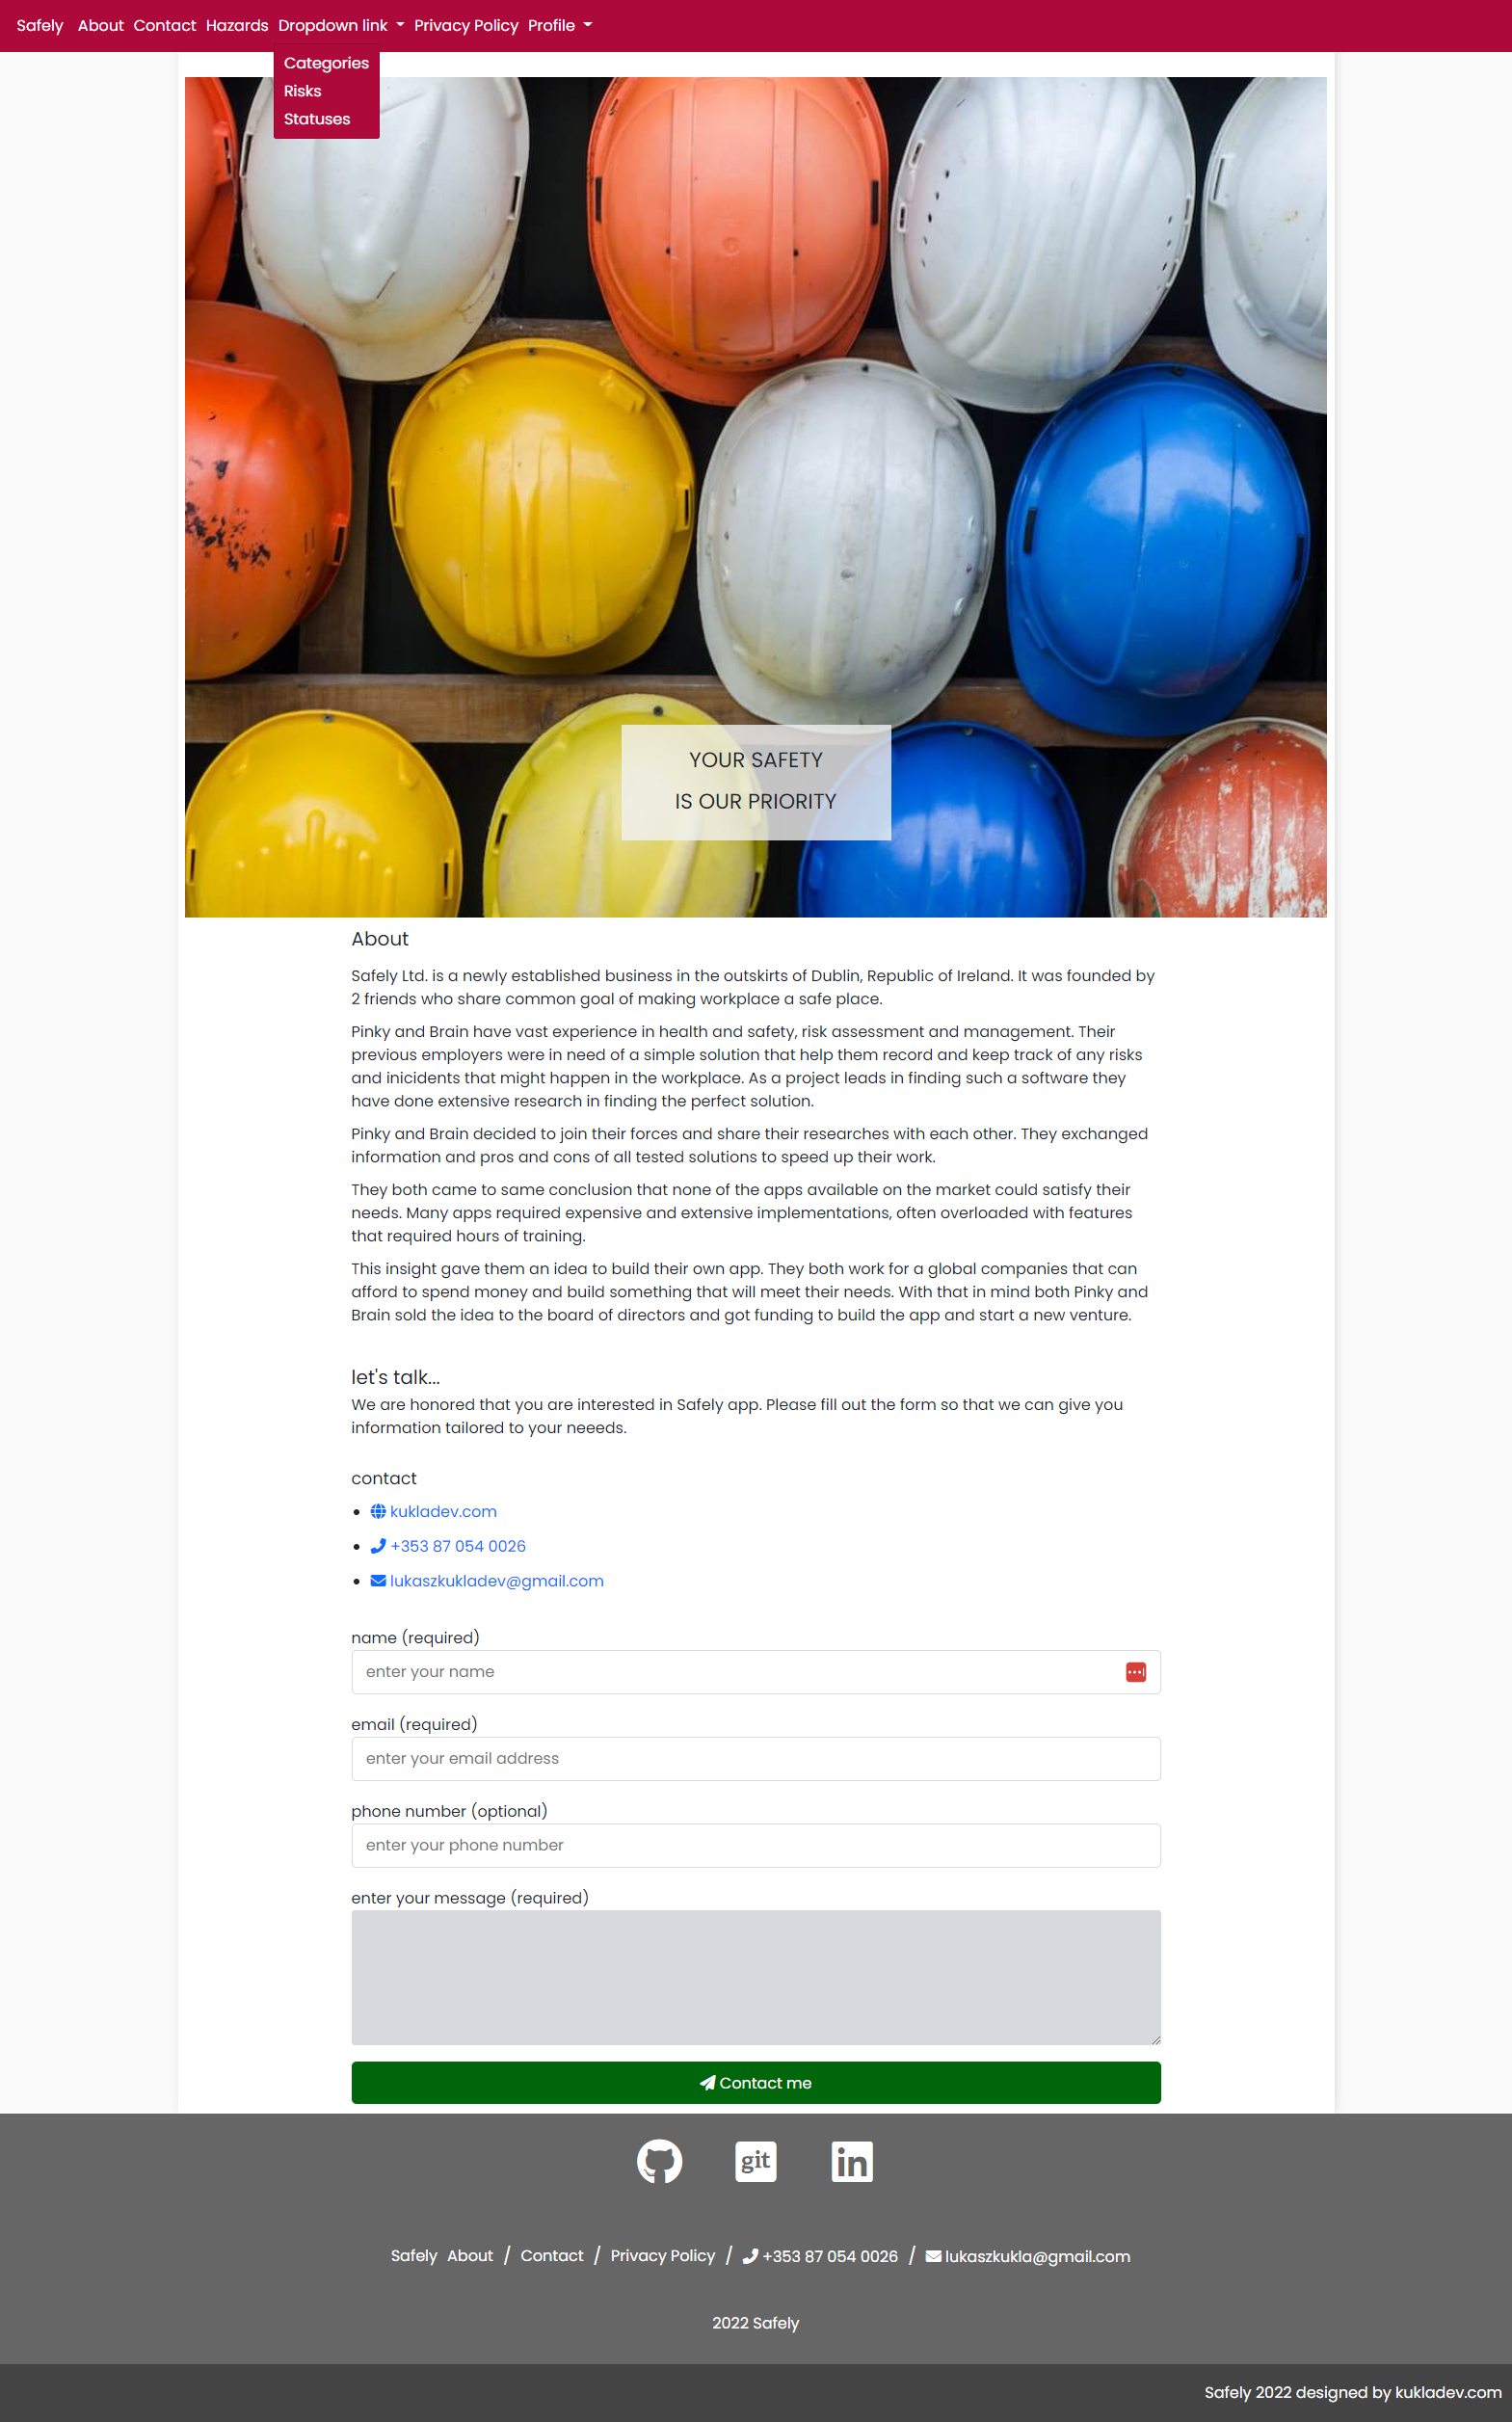 Safely About Contact Hazards Dropdown link Privacy Policy Profile
Categories
Risks
Statuses
YOUR SAFETY
IS OUR PRIORITY
About
Safely Ltd. is a newly established business in the outskirts of Dublin, Republic of Ireland. It was founded by
2 friends who share common goal of making workplace a safe place.
Pinky and Brain have vast experience in health and safety, risk assessment and management. Their
previous employers were in need of a simple solution that help them record and keep track of any risks
and inicidents that might happen in the workplace. As a project leads in finding such a software they
have done extensive research in finding the perfect solution.
Pinky and Brain decided to join their forces and share their researches with each other. They exchanged
information and pros and cons of all tested solutions to speed up their work.
They both came to same conclusion that none of the apps available on the market could satisfy their
needs. Many apps required expensive and extensive implementations, often overloaded with features
that required hours of training.
This insight gave them an idea to build their own app. They both work for a global companies that can
afford to spend money and build something that will meet their needs. With that in mind both Pinky and
Brain sold the idea to the board of directors and got funding to build the app and start a new venture.
let's talk...
We are honored that you are interested in Safely app. Please fill out the form so that we can give you
information tailored to your neeeds.
contact
kukladev.com
+353 87 054 0026
lukaszkukladev@gmail.com
name (required)
enter your name
email (required)
enter your email address
phone number (optional)
enter your phone number
enter your message (required)
Contact me
git in
Safely About / Contact / Privacy Policy / +353 87 054 0026 / lukaszkukla@gmail.com
2022 Safely
Safely 2022 designed by kukladev.com